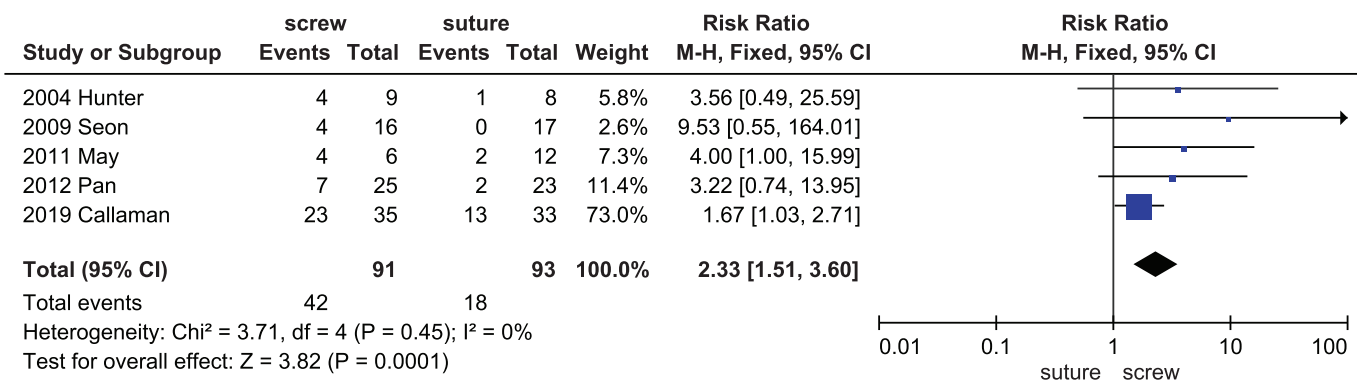 screw suture Risk Ratio Risk Ratio
Study or Subgroup Events Total Events Total Weight M-H, Fixed, 95% CI M-H, Fixed, 95% CI
2004 Hunter 4 9 1 8 5.8% 3.56 [0.49, 25.59]
2009 Seon 4 16 0 17 2.6% 9.53 [0.55, 164.01]
2011 May 4 6 2 12 7.3% 4.00 [1.00, 15.99]
2012 Pan 7 25 2 23 11.4% 3.22 [0.74, 13.95]
2019 Callaman 23 35 13 33 73.0% 1.67 [1.03, 2.71]
Total (95% CI) 91 93 100.0% 2.33 [1.51, 3.60]
Total events 42 18
Heterogeneity: Chi² = 3.71, df = 4 (P = 0.45); I² = 0%
Test for overall effect: Z = 3.82 (P = 0.0001)
0.01 0.1 1 10 100
suture screw